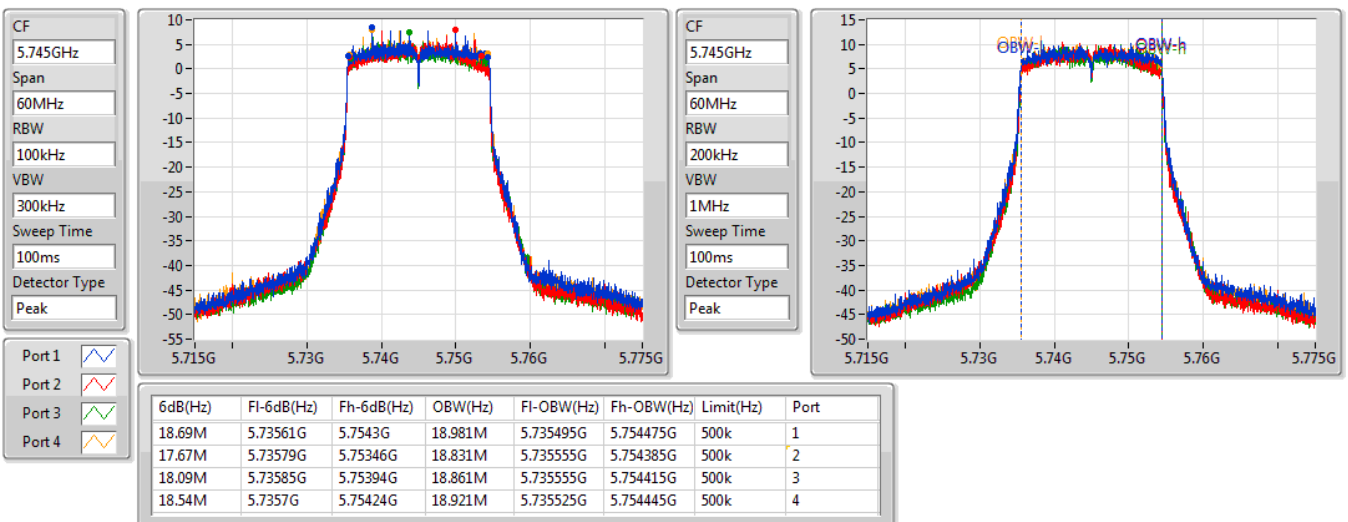 CF
5.745GHz
Span
60MHz
RBW
100kHz
VBW
300kHz
Sweep Time
100ms
Detector Type
Peak
10
5
0
-5
-10
-15
-20
-25
-30
-35
-40
-45
-50
-55
5.715G 5.73G 5.74G 5.75G 5.76G 5.775G
CF
5.745GHz
Span
60MHz
RBW
200kHz
VBW
1MHz
Sweep Time
100ms
Detector Type
Peak
15
10
5
0
-5
-10
-15
-20
-25
-30
-35
-40
-45
-50
OBW-l OBW-h
5.715G 5.73G 5.74G 5.75G 5.76G 5.775G
Port 1
Port 2
Port 3
Port 4
6dB(Hz) Fl-6dB(Hz) Fh-6dB(Hz) OBW(Hz) Fl-OBW(Hz) Fh-OBW(Hz) Limit(Hz) Port
18.69M 5.73561G 5.7543G 18.981M 5.735495G 5.754475G 500k 1
17.67M 5.73579G 5.75346G 18.831M 5.735555G 5.754385G 500k 2
18.09M 5.73585G 5.75394G 18.861M 5.735555G 5.754415G 500k 3
18.54M 5.7357G 5.75424G 18.921M 5.735525G 5.754445G 500k 4